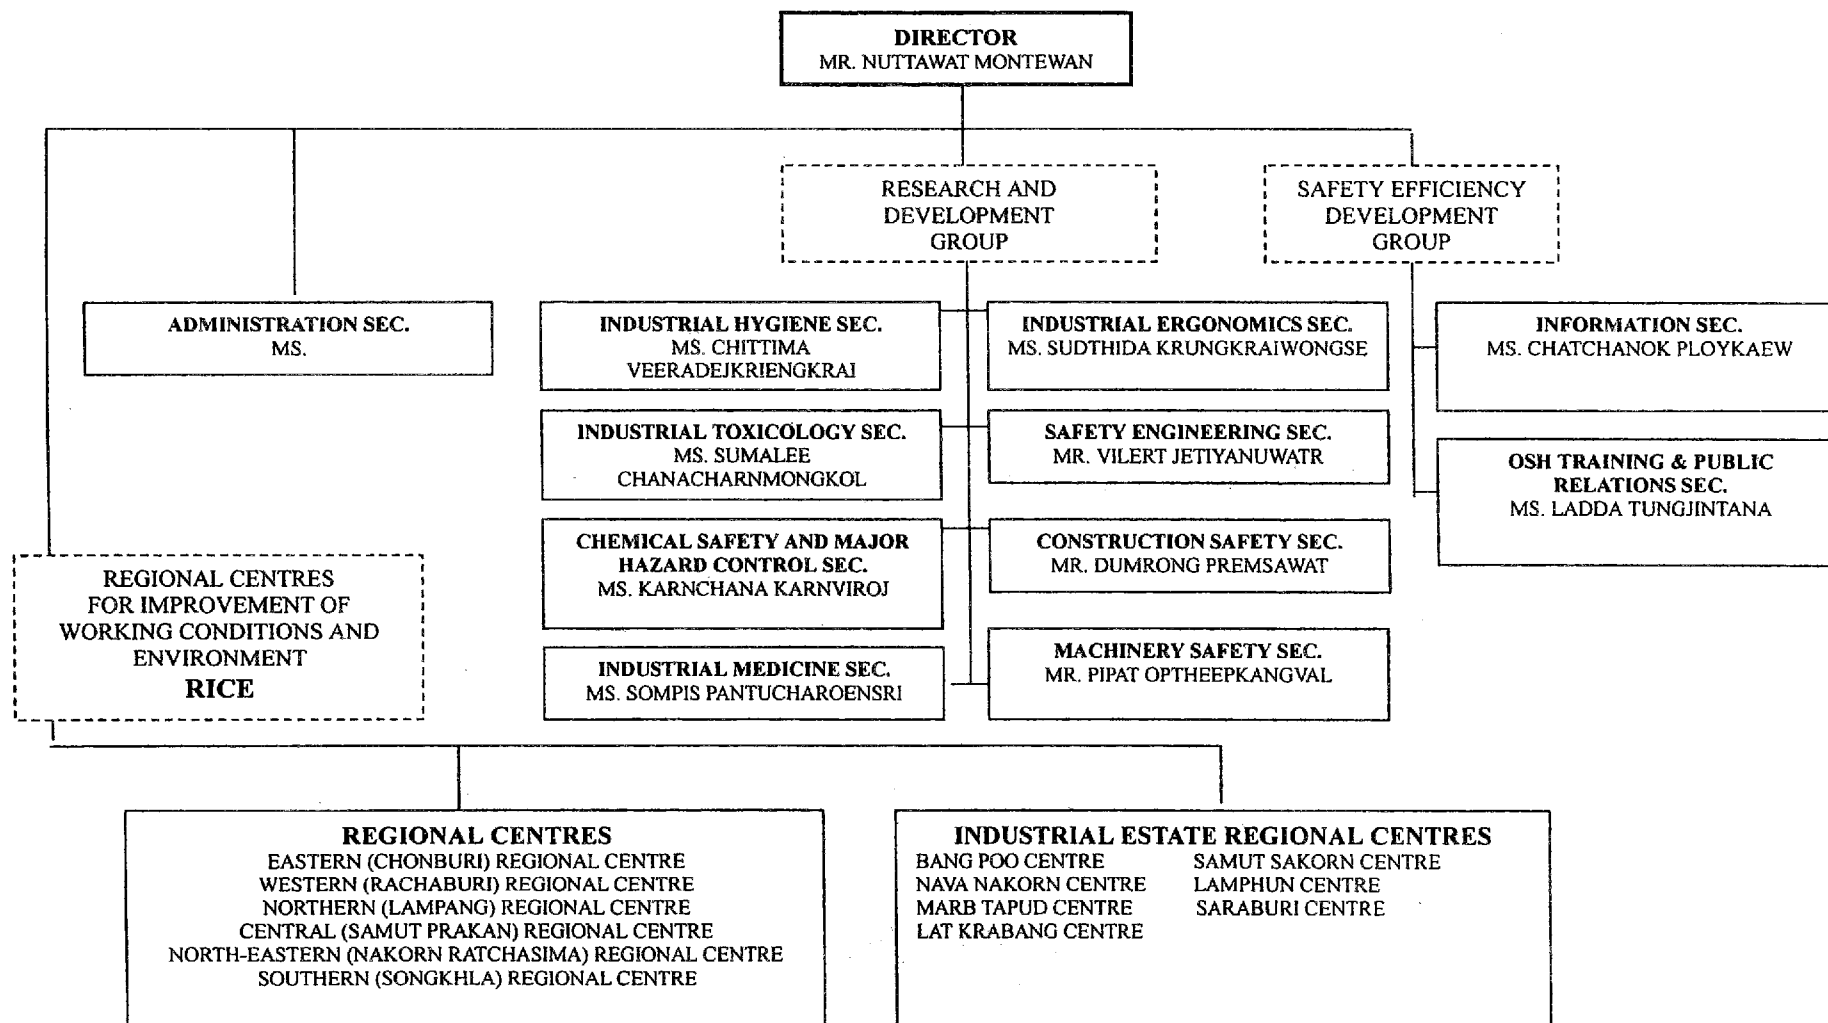 DIRECTOR
MR. NUTTAWAT MONTEWAN
RESEARCH AND
DEVELOPMENT
GROUP
SAFETY EFFICIENCY
DEVELOPMENT
GROUP
ADMINISTRATION SEC.
MS.
INDUSTRIAL HYGIENE SEC.
MS. CHITTIMA
VEERADEJKRIENGKRAI
INDUSTRIAL ERGONOMICS SEC.
MS. SUDTHIDA KRUNGKRAIWONGSE
INFORMATION SEC.
MS. CHATCHANOK PLOYKAEW
INDUSTRIAL TOXICOLOGY SEC.
MS. SUMALEE
CHANACHARNMONGKOL
SAFETY ENGINEERING SEC.
MR. VILERT JETIYANUWATR
OSH TRAINING & PUBLIC
RELATIONS SEC.
MS. LADDA TUNGJINTANA
CHEMICAL SAFETY AND MAJOR
HAZARD CONTROL SEC.
MS. KARNCHANA KARNVIROJ
CONSTRUCTION SAFETY SEC.
MR. DUMRONG PREMSAWAT
REGIONAL CENTRES
FOR IMPROVEMENT OF
WORKING CONDITIONS AND
ENVIRONMENT
RICE
INDUSTRIAL MEDICINE SEC.
MS. SOMPIS PANTUCHAROENSRI
MACHINERY SAFETY SEC.
MR. PIPAT OPTHEEPKANGVAL
REGIONAL CENTRES
EASTERN (CHONBURI) REGIONAL CENTRE
WESTERN (RACHABURI) REGIONAL CENTRE
NORTHERN (LAMPANG) REGIONAL CENTRE
CENTRAL (SAMUT PRAKAN) REGIONAL CENTRE
NORTH-EASTERN (NAKORN RATCHASIMA) REGIONAL CENTRE
SOUTHERN (SONGKHLA) REGIONAL CENTRE
INDUSTRIAL ESTATE REGIONAL CENTRES
BANG POO CENTRE
NAVA NAKORN CENTRE
MARB TAPUD CENTRE
LAT KRABANG CENTRE
SAMUT SAKORN CENTRE
LAMPHUN CENTRE
SARABURI CENTRE